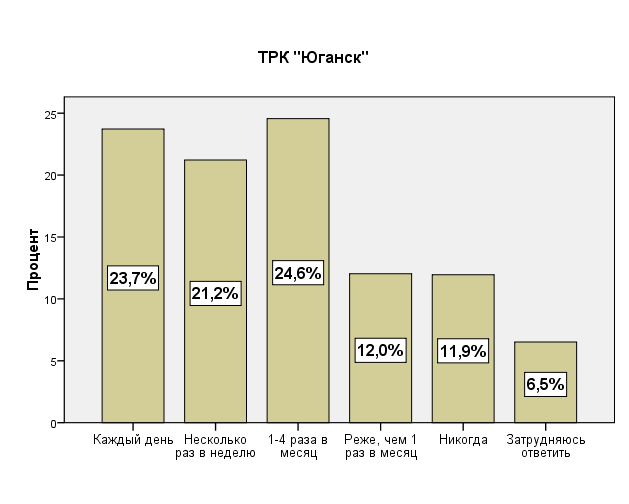 ТРК "Юганск"
Процент
25
20
15
10
5
0
23,7%
21,2%
24,6%
12,0%
11,9%
6,5%
Каждый день
Несколько
раз в неделю
1-4 раза в
месяц
Реже, чем 1
раз в месяц
Никогда
Затрудняюсь
ответить